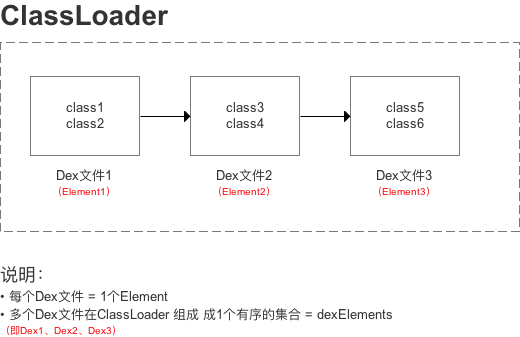 ClassLoader
class1
class2
class3
class4
class5
class6
Dex文件1
Dex文件2
Dex文件3
（Element1）
（Element2）
（Element3）
说明：
• 每个Dex文件 = 1个Element
• 多个Dex文件在ClassLoader 组成 成1个有序的集合 = dexElements
（即Dex1、Dex2、Dex3）